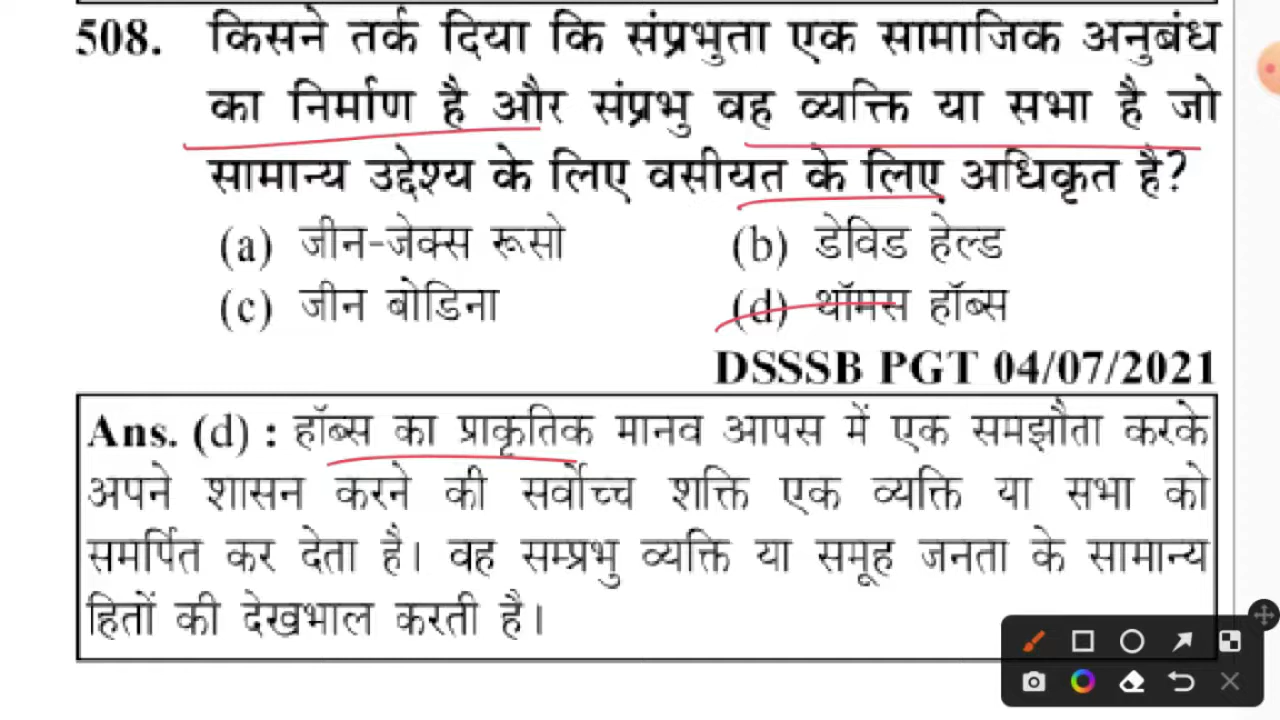 508. किसने तर्क दिया कि संप्रभुता एक सामाजिक अनुबंध
का निर्माण है और संप्रभु वह व्यक्ति या सभा है जो
सामान्य उद्देश्य के लिए वसीयत के लिए अधिकृत है?
(a) जीन-जेक्स रूसो (b) डेविड हेल्ड
(c) जीन बोडिना (d) थॉमस हॉब्स
DSSSB PGT 04/07/2021
Ans. (d) : हॉब्स का प्राकृतिक मानव आपस में एक समझौता करके
अपने शासन करने की सर्वोच्च शक्ति एक व्यक्ति या सभा को
समर्पित कर देता है। वह सम्प्रभु व्यक्ति या समूह जनता के सामान्य
हितों की देखभाल करती है।